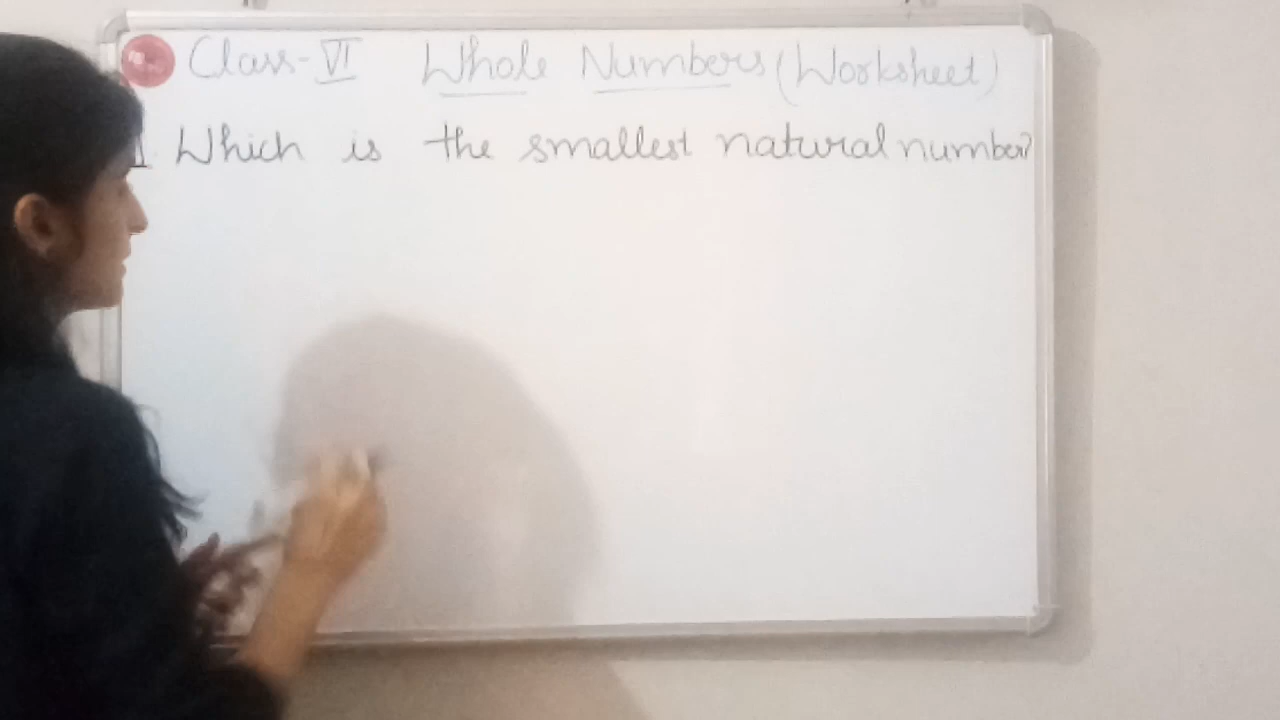 Class-VI Whole Numbers (Worksheet)
1 Which is the smallest natural number?